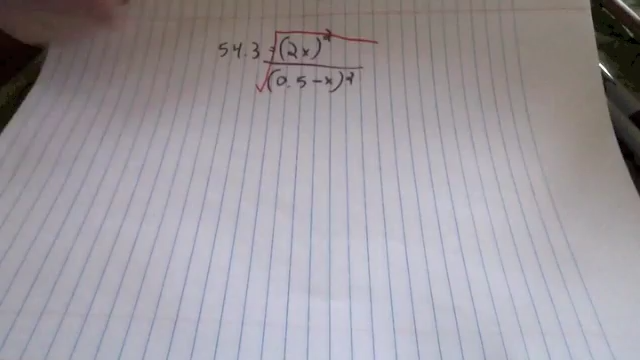 54.3 = √(2x)²
(0.5-x)²